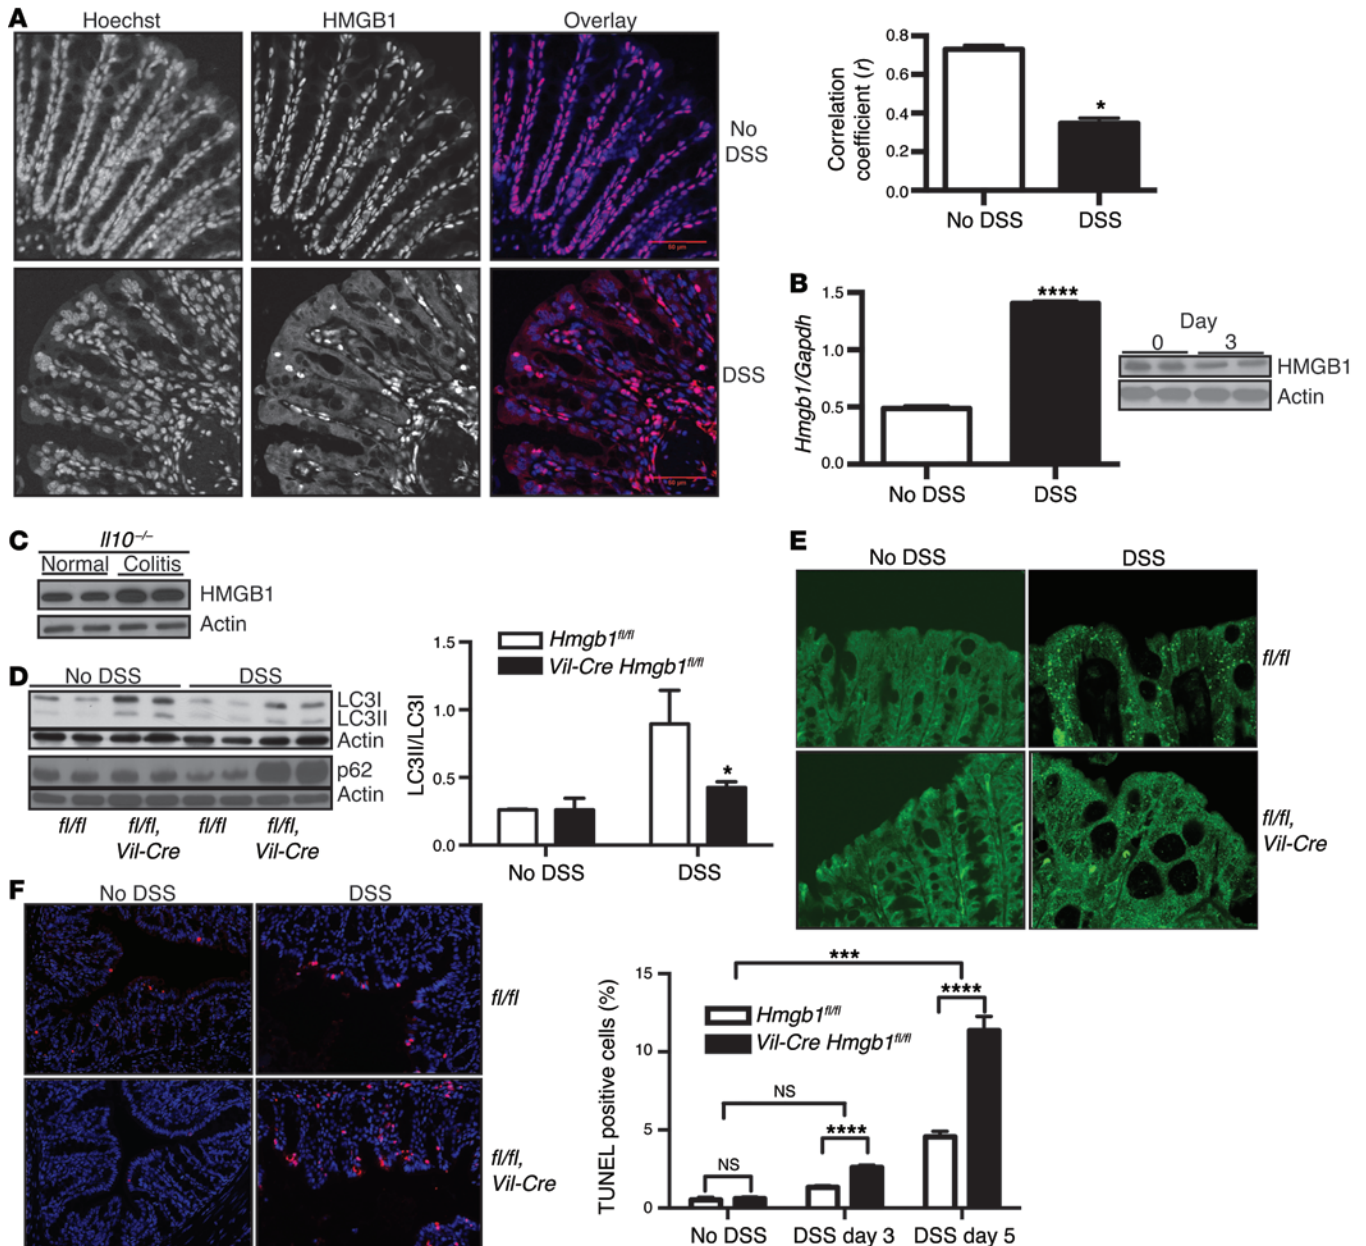 A
Hoechst
HMGB1
Overlay
No
DSS
DSS
50 µm
50 µm
0.8
0.6
0.4
0.2
0.0
Correlation
coefficient (r)
*
No DSS
DSS
B
1.5
1.0
0.5
0.0
Hmgb1/Gapdh
****
No DSS
DSS
Day
0
3
HMGB1
Actin
C
Il10–/–
Normal
Colitis
HMGB1
Actin
D
No DSS
DSS
LC3I
LC3II
Actin
p62
Actin
fl/fl
fl/fl,
Vil-Cre
fl/fl
fl/fl,
Vil-Cre
1.5
1.0
0.5
0.0
LC3II/LC3I
Hmgb1fl/fl
Vil-Cre Hmgb1fl/fl
*
No DSS
DSS
E
No DSS
DSS
fl/fl
fl/fl,
Vil-Cre
F
No DSS
DSS
fl/fl
fl/fl,
Vil-Cre
15
10
5
0
TUNEL positive cells (%)
***
****
Hmgb1fl/fl
Vil-Cre Hmgb1fl/fl
NS
****
NS
No DSS
DSS day 3
DSS day 5